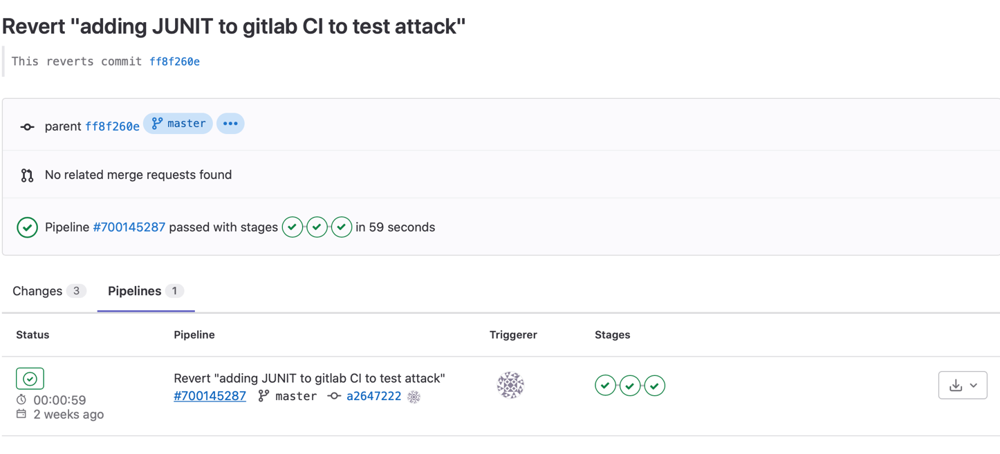 Revert "adding JUNIT to gitlab CI to test attack"
This reverts commit ff8f260e
parent ff8f260e master
No related merge requests found
Pipeline #700145287 passed with stages in 59 seconds
Changes 3 Pipelines 1
Status Pipeline Triggerer Stages
Revert "adding JUNIT to gitlab CI to test attack"
#700145287 master a2647222
00:00:59
2 weeks ago